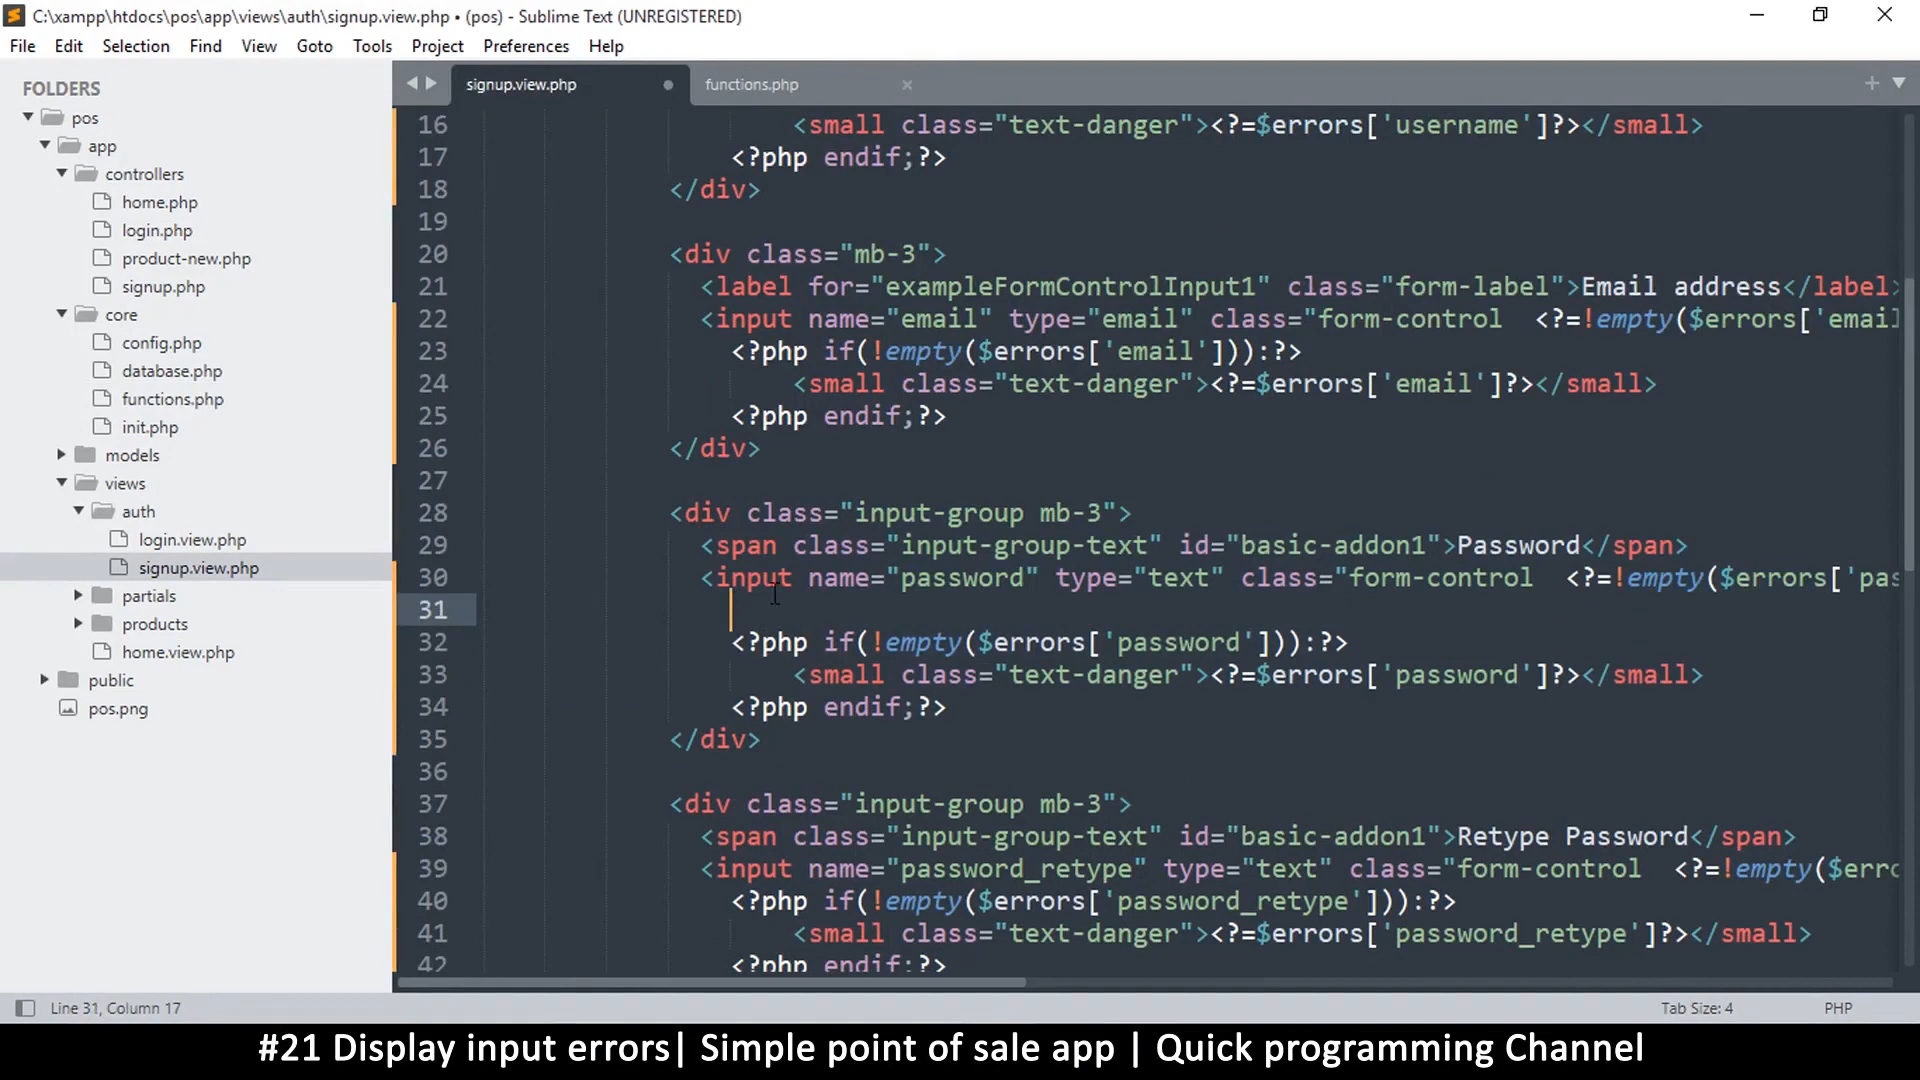 C:\xampp\htdocs\pos\app\views\auth\signup.view.php • (pos) - Sublime Text (UNREGISTERED)
File Edit Selection Find View Goto Tools Project Preferences Help
FOLDERS
pos
app
controllers
home.php
login.php
product-new.php
signup.php
core
config.php
database.php
functions.php
init.php
models
views
auth
login.view.php
signup.view.php
partials
products
home.view.php
public
pos.png
signup.view.php functions.php
16 <small class="text-danger"><?=$errors['username']?></small>
17 <?php endif;?>
18 </div>
19
20 <div class="mb-3">
21 <label for="exampleFormControlInput1" class="form-label">Email address</label>
22 <input name="email" type="email" class="form-control <?=!empty($errors['email
23 <?php if(!empty($errors['email'])):?>
24 <small class="text-danger"><?=$errors['email']?></small>
25 <?php endif;?>
26 </div>
27
28 <div class="input-group mb-3">
29 <span class="input-group-text" id="basic-addon1">Password</span>
30 <input name="password" type="text" class="form-control <?=!empty($errors['pas
31
32 <?php if(!empty($errors['password'])):?>
33 <small class="text-danger"><?=$errors['password']?></small>
34 <?php endif;?>
35 </div>
36
37 <div class="input-group mb-3">
38 <span class="input-group-text" id="basic-addon1">Retype Password</span>
39 <input name="password_retype" type="text" class="form-control <?=!empty($erro
40 <?php if(!empty($errors['password_retype'])):?>
41 <small class="text-danger"><?=$errors['password_retype']?></small>
42 <?php endif;?>
Line 31, Column 17 Tab Size: 4 PHP
#21 Display input errors| Simple point of sale app | Quick programming Channel